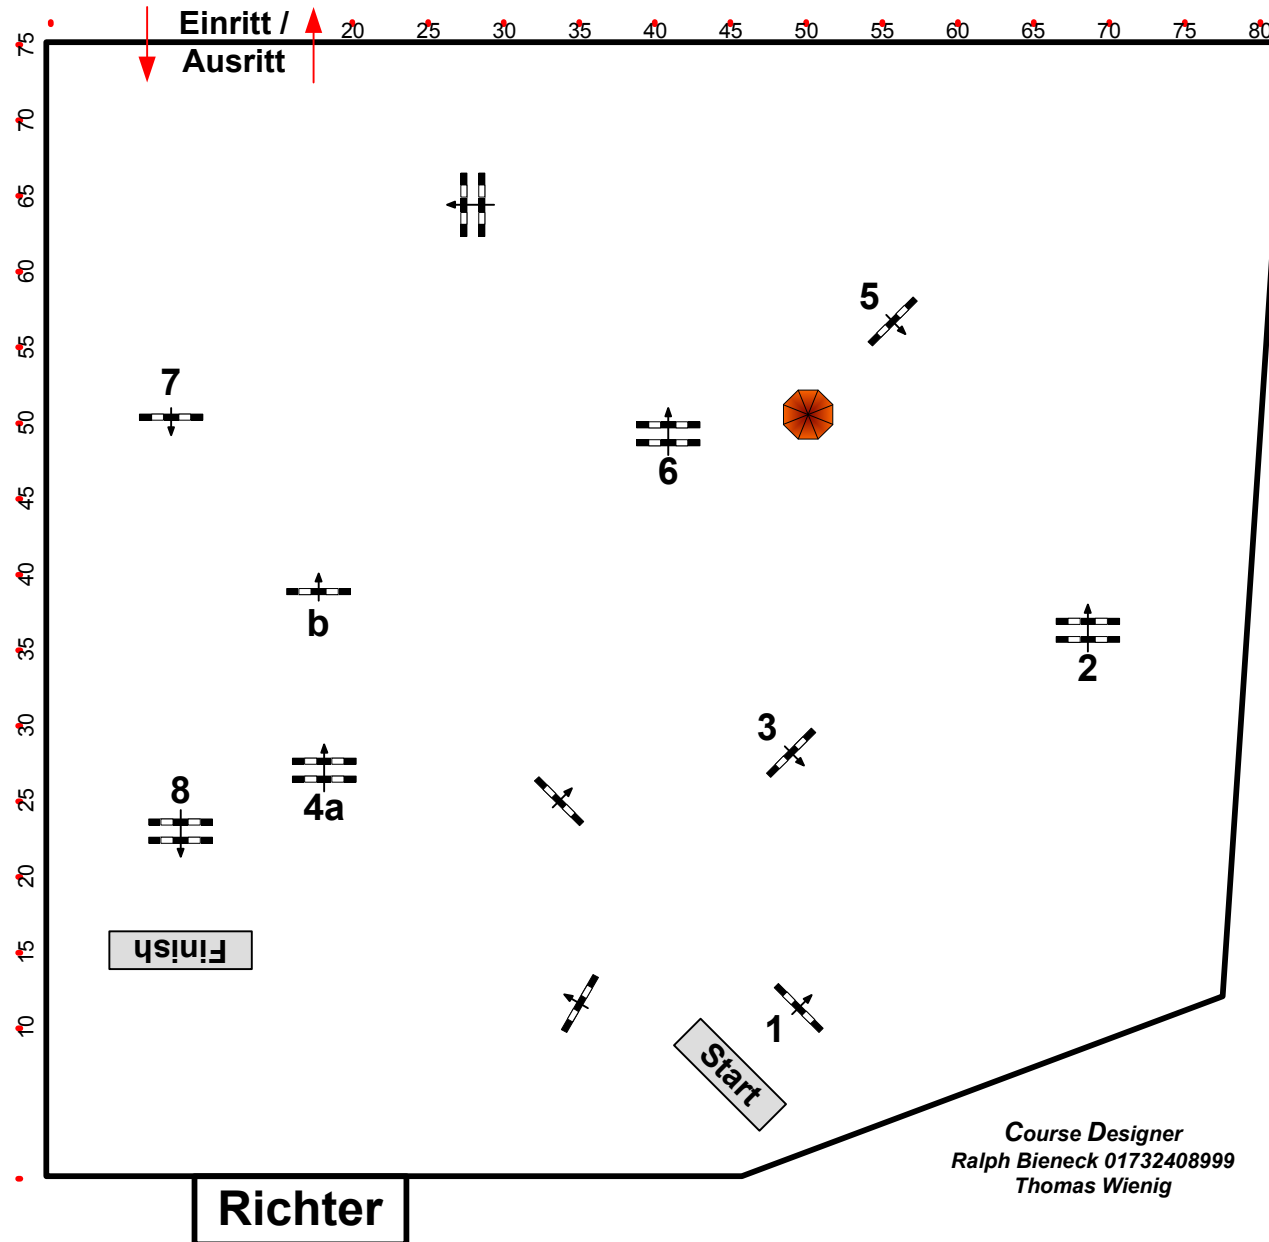 Einritt /
Ausritt
20 25 30 35 40 45 50 55 60 65 70 75 80
75
70
65
60
55
50
45
40
35
30
25
20
15
10
5
7
6
b
2
3
8
4a
Finish
1
Start
Course Designer
Ralph Bieneck 01732408999
Thomas Wienig
Richter